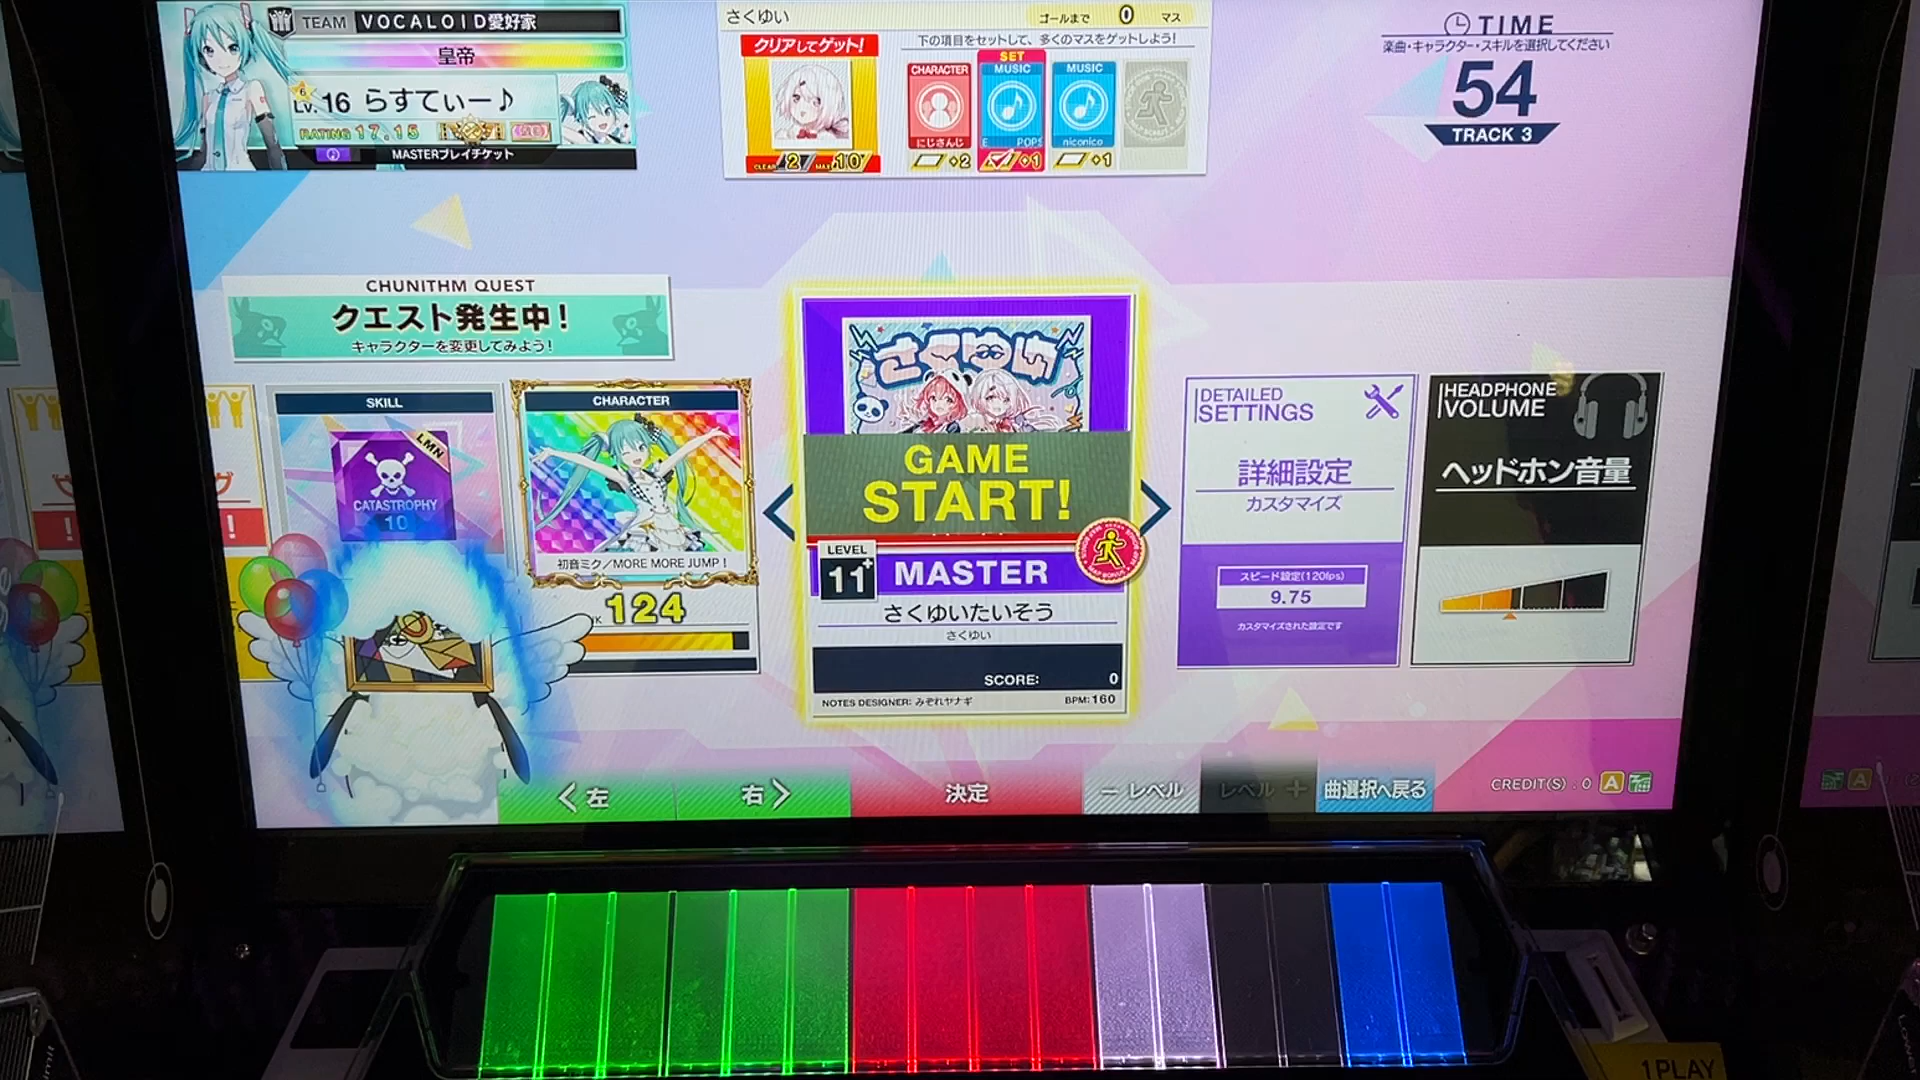 TEAM VOCALOID愛好家
皇帝
LV.16 らすてぃー♪
RATING 17.15
MASTERプレイチケット
さくゆい
ゴールまで 0 マス
クリアしてゲット!
下の項目をセットして、多くのマスをゲットしよう!
CHARACTER
にじさんじ
+2
SET
MUSIC
+1
MUSIC
niconico
+1
CLEAR 2 MAX 10
TIME
楽曲・キャラクター・スキルを選択してください
54
TRACK 3
CHUNITHM QUEST
クエスト発生中!
キャラクターを変更してみよう!
SKILL
LMN
CATASTROPHY
10
CHARACTER
初音ミク/MORE MORE JUMP!
124
さくゆい
GAME
START!
LEVEL
11+
MASTER
さくゆいたいそう
さくゆい
SCORE: 0
NOTES DESIGNER: みぞれヤナギ
BPM: 160
DETAILED
SETTINGS
詳細設定
カスタマイズ
スピード設定(120fps)
9.75
カスタマイズされた設定です
HEADPHONE
VOLUME
ヘッドホン音量
左
右
決定
- レベル
レベル +
曲選択へ戻る
CREDIT(S) : 0
A
1PLAY